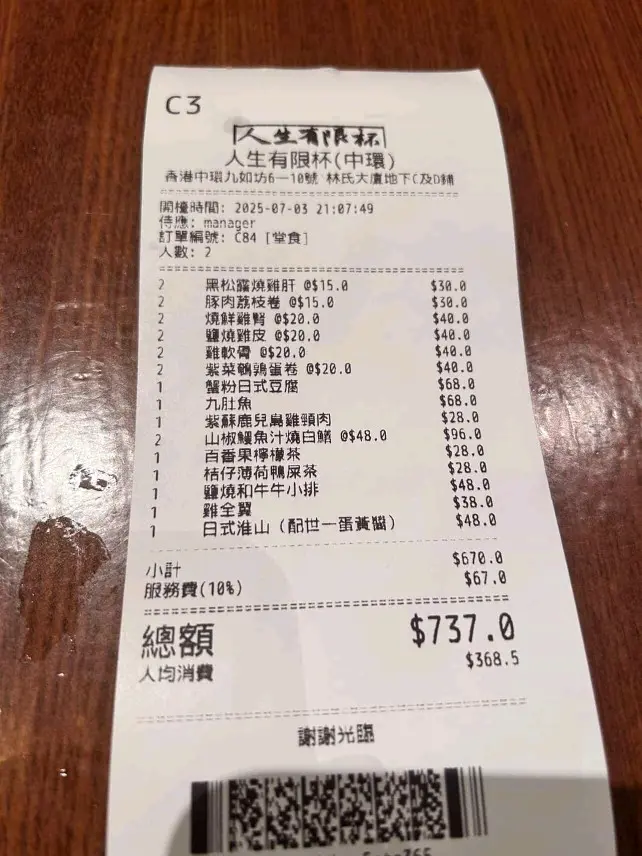 C3
人生有限杯
人生有限杯(中環)
香港中環九如坊6-10號 林氏大廈地下C及D鋪
開檯時間: 2025-07-03 21:07:49
侍應: manager
訂單編號: C84 [堂食]
人數: 2
2 黑松露燒雞肝 @$15.0 $30.0
2 豚肉荔枝卷 @$15.0 $30.0
2 燒鮮雞腎 @$20.0 $40.0
2 鹽燒雞皮 @$20.0 $40.0
2 雞軟骨 @$20.0 $40.0
2 紫菜鵪鶉蛋卷 @$20.0 $40.0
1 蟹粉日式豆腐 $68.0
1 九肚魚 $68.0
1 紫蘇鹿兒島雞頸肉 $28.0
2 山椒鰻魚汁燒白鱔 @$48.0 $96.0
1 百香果檸檬茶 $28.0
1 桔仔薄荷鴨屎茶 $28.0
1 鹽燒和牛牛小排 $48.0
1 雞全翼 $38.0
1 日式淮山 (配世一蛋黃醬) $48.0
小計 $670.0
服務費(10%) $67.0
總額 $737.0
人均消費 $368.5
謝謝光臨